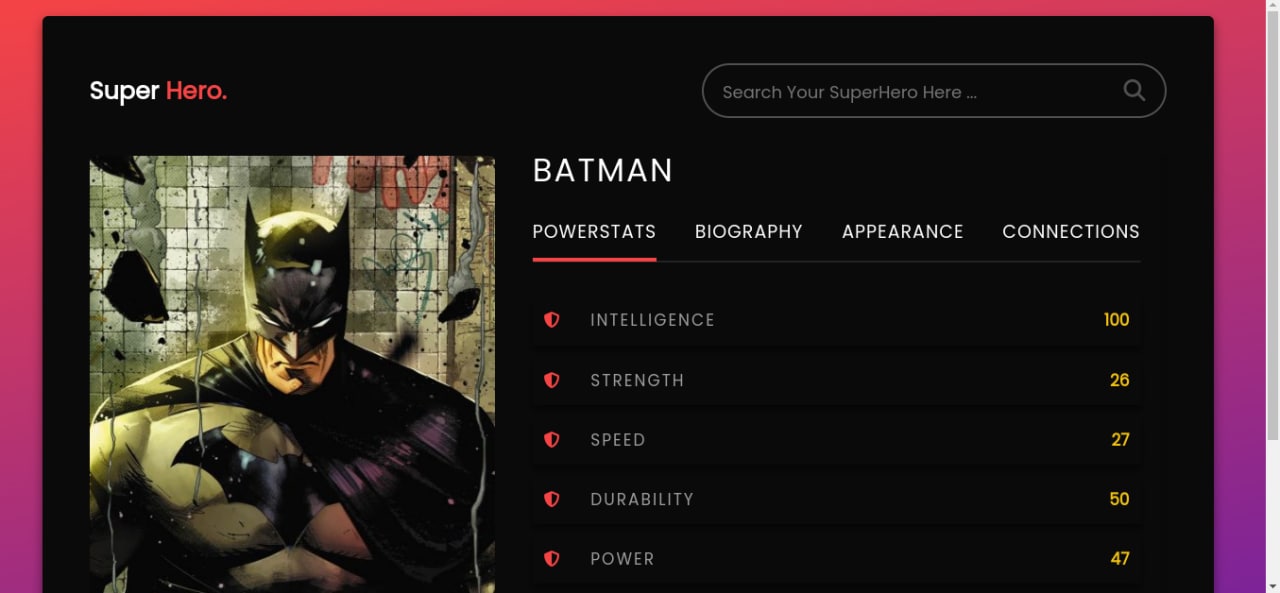 Super Hero.
Search Your SuperHero Here ...
BATMAN
POWERSTATS BIOGRAPHY APPEARANCE CONNECTIONS
INTELLIGENCE 100
STRENGTH 26
SPEED 27
DURABILITY 50
POWER 47